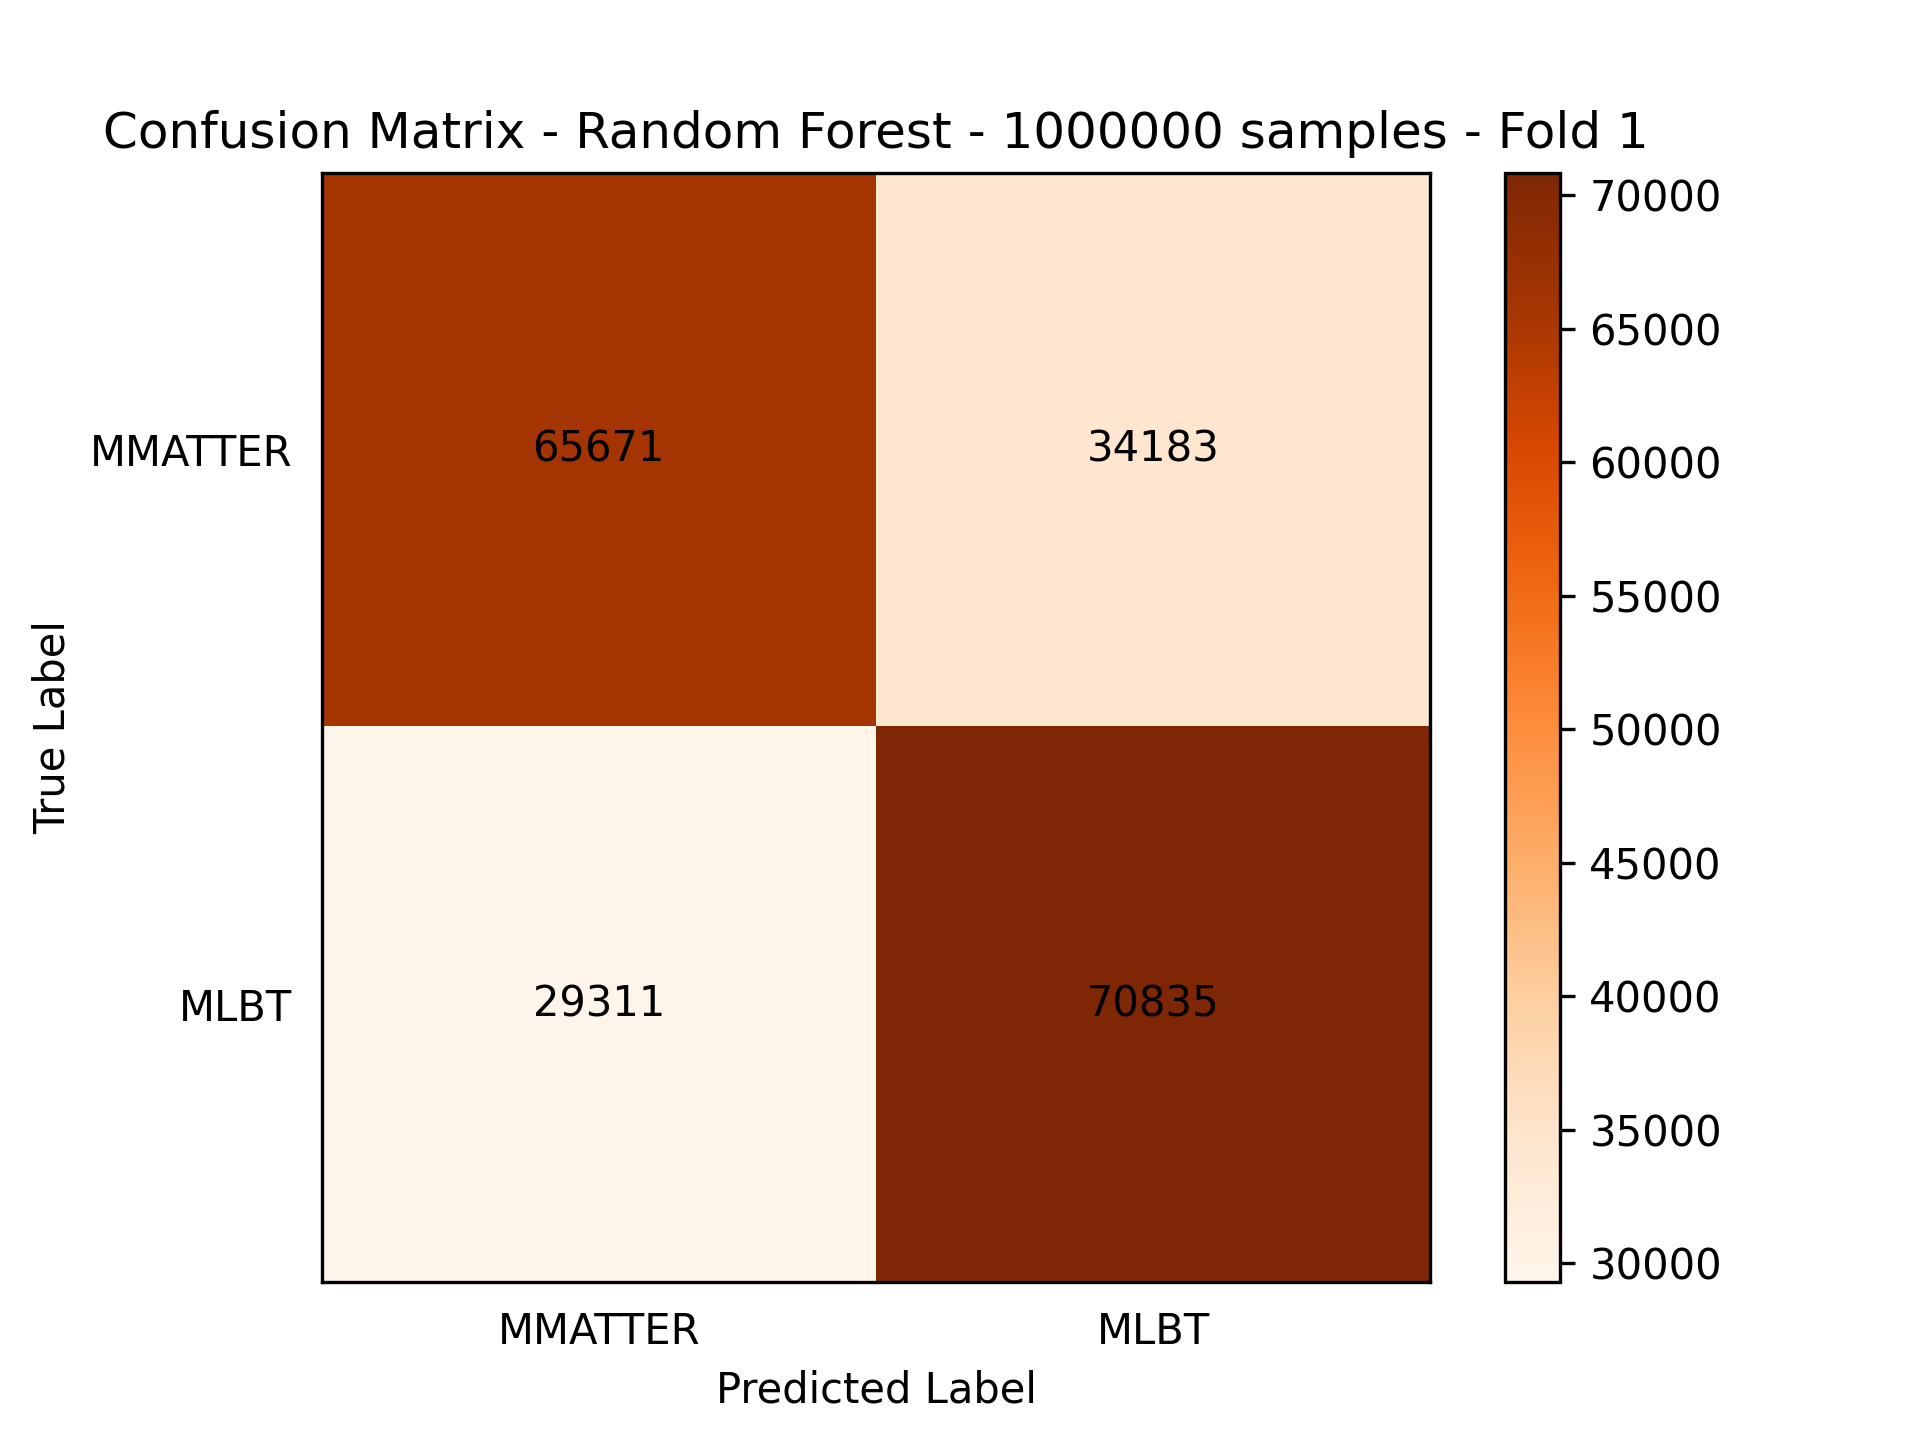 Confusion Matrix - Random Forest - 1000000 samples - Fold 1
MMATTER
65671
34183
MLBT
29311
70835
True Label
MMATTER
MLBT
Predicted Label
70000
65000
60000
55000
50000
45000
40000
35000
30000